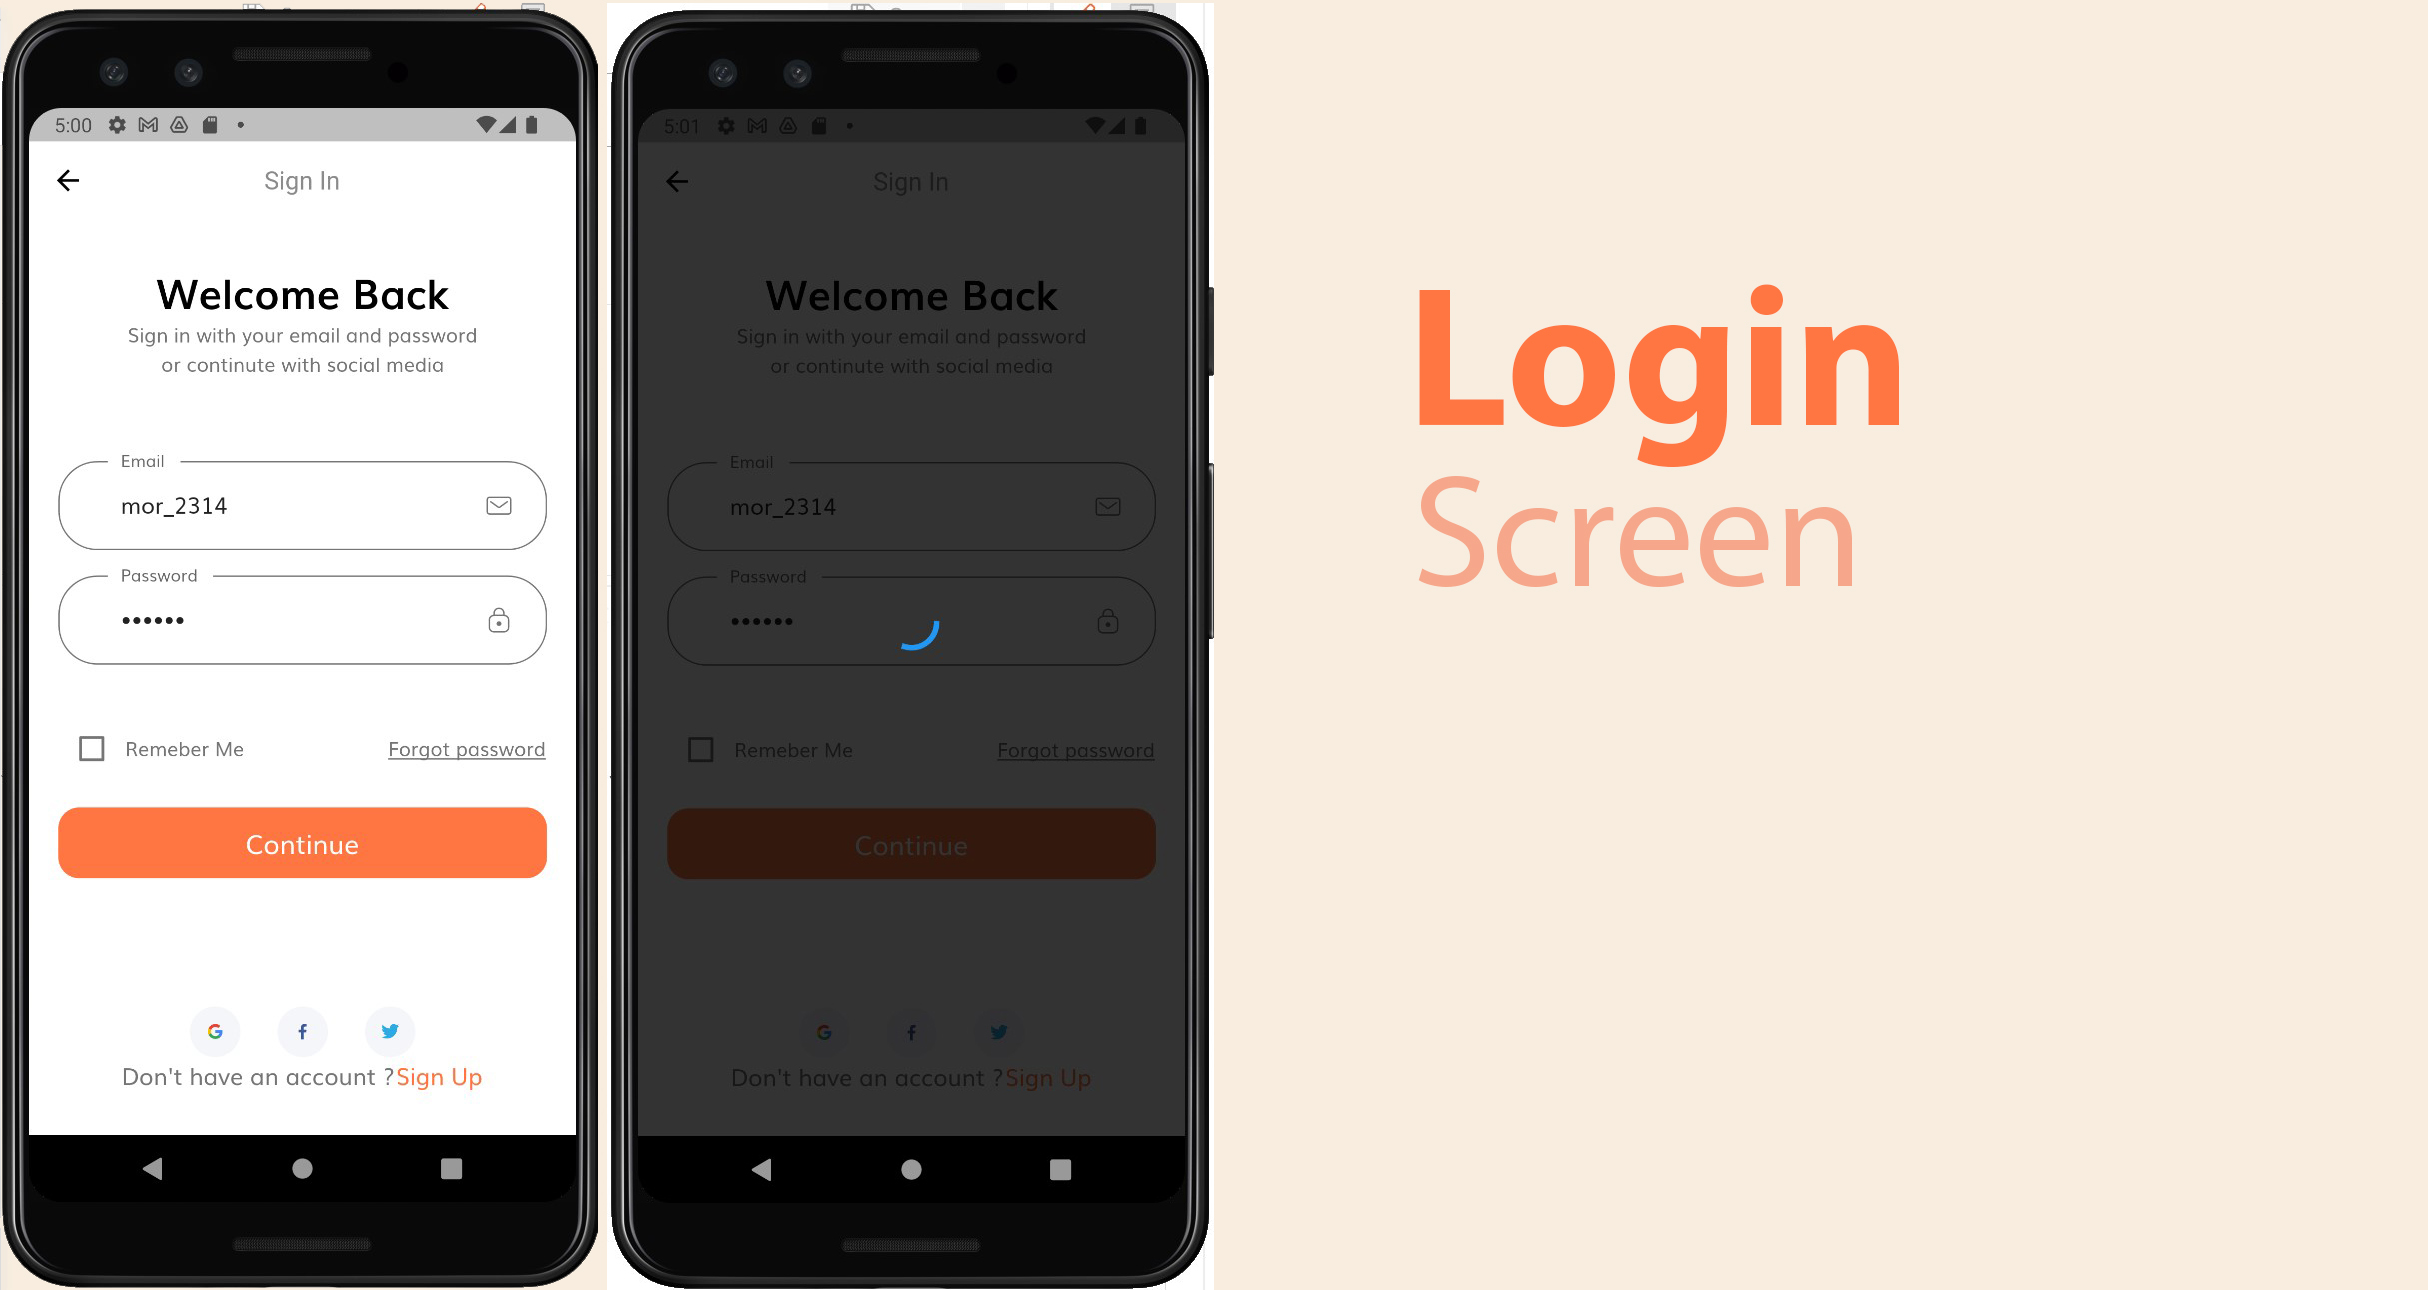 5:00
Sign In
Welcome Back
Sign in with your email and password
or continute with social media
Email
mor_2314
Password
••••••
Remeber Me
Forgot password
Continue
Don't have an account ?Sign Up
5:01
Sign In
Welcome Back
Sign in with your email and password
or continute with social media
Email
mor_2314
Password
••••••
Remeber Me
Forgot password
Continue
Don't have an account ?Sign Up
Login
Screen